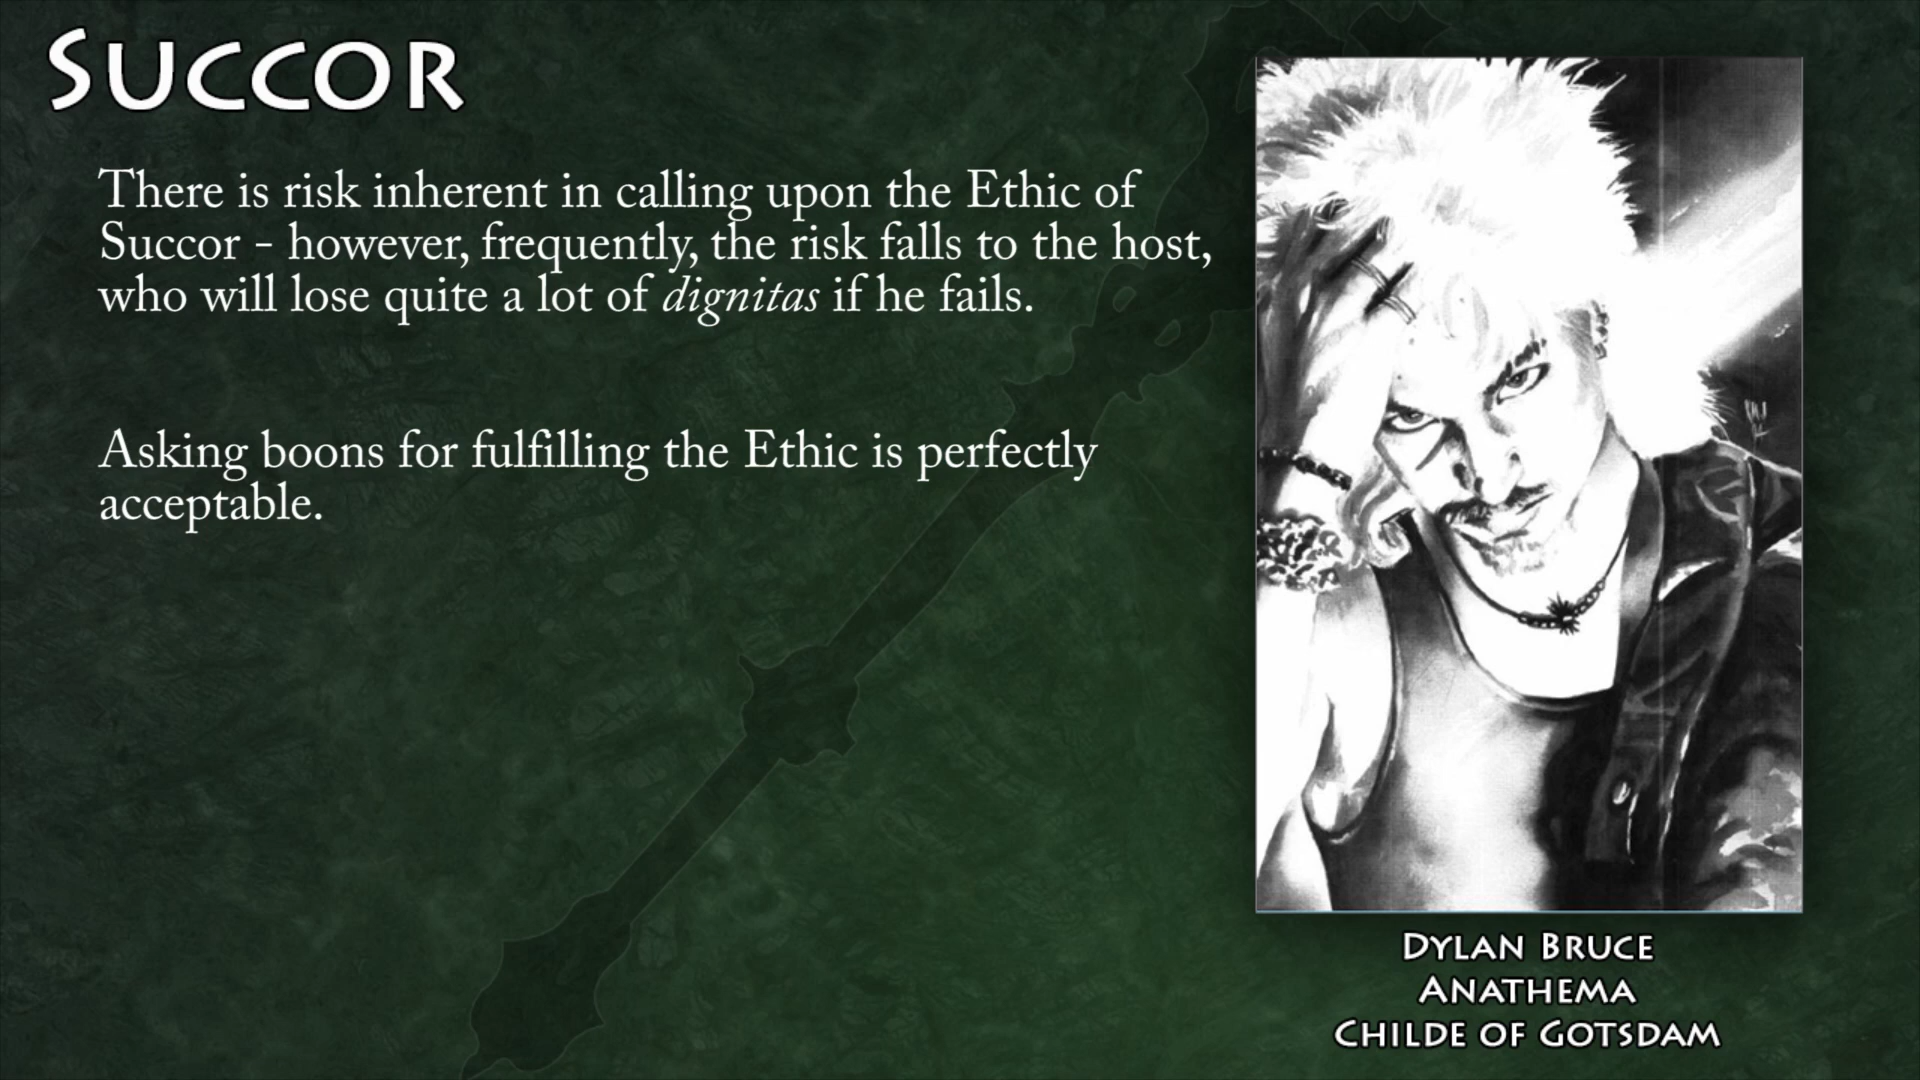 Succor
There is risk inherent in calling upon the Ethic of
Succor - however, frequently, the risk falls to the host,
who will lose quite a lot of dignitas if he fails.
Asking boons for fulfilling the Ethic is perfectly
acceptable.
Dylan Bruce
Anathema
Childe of Gotsdam